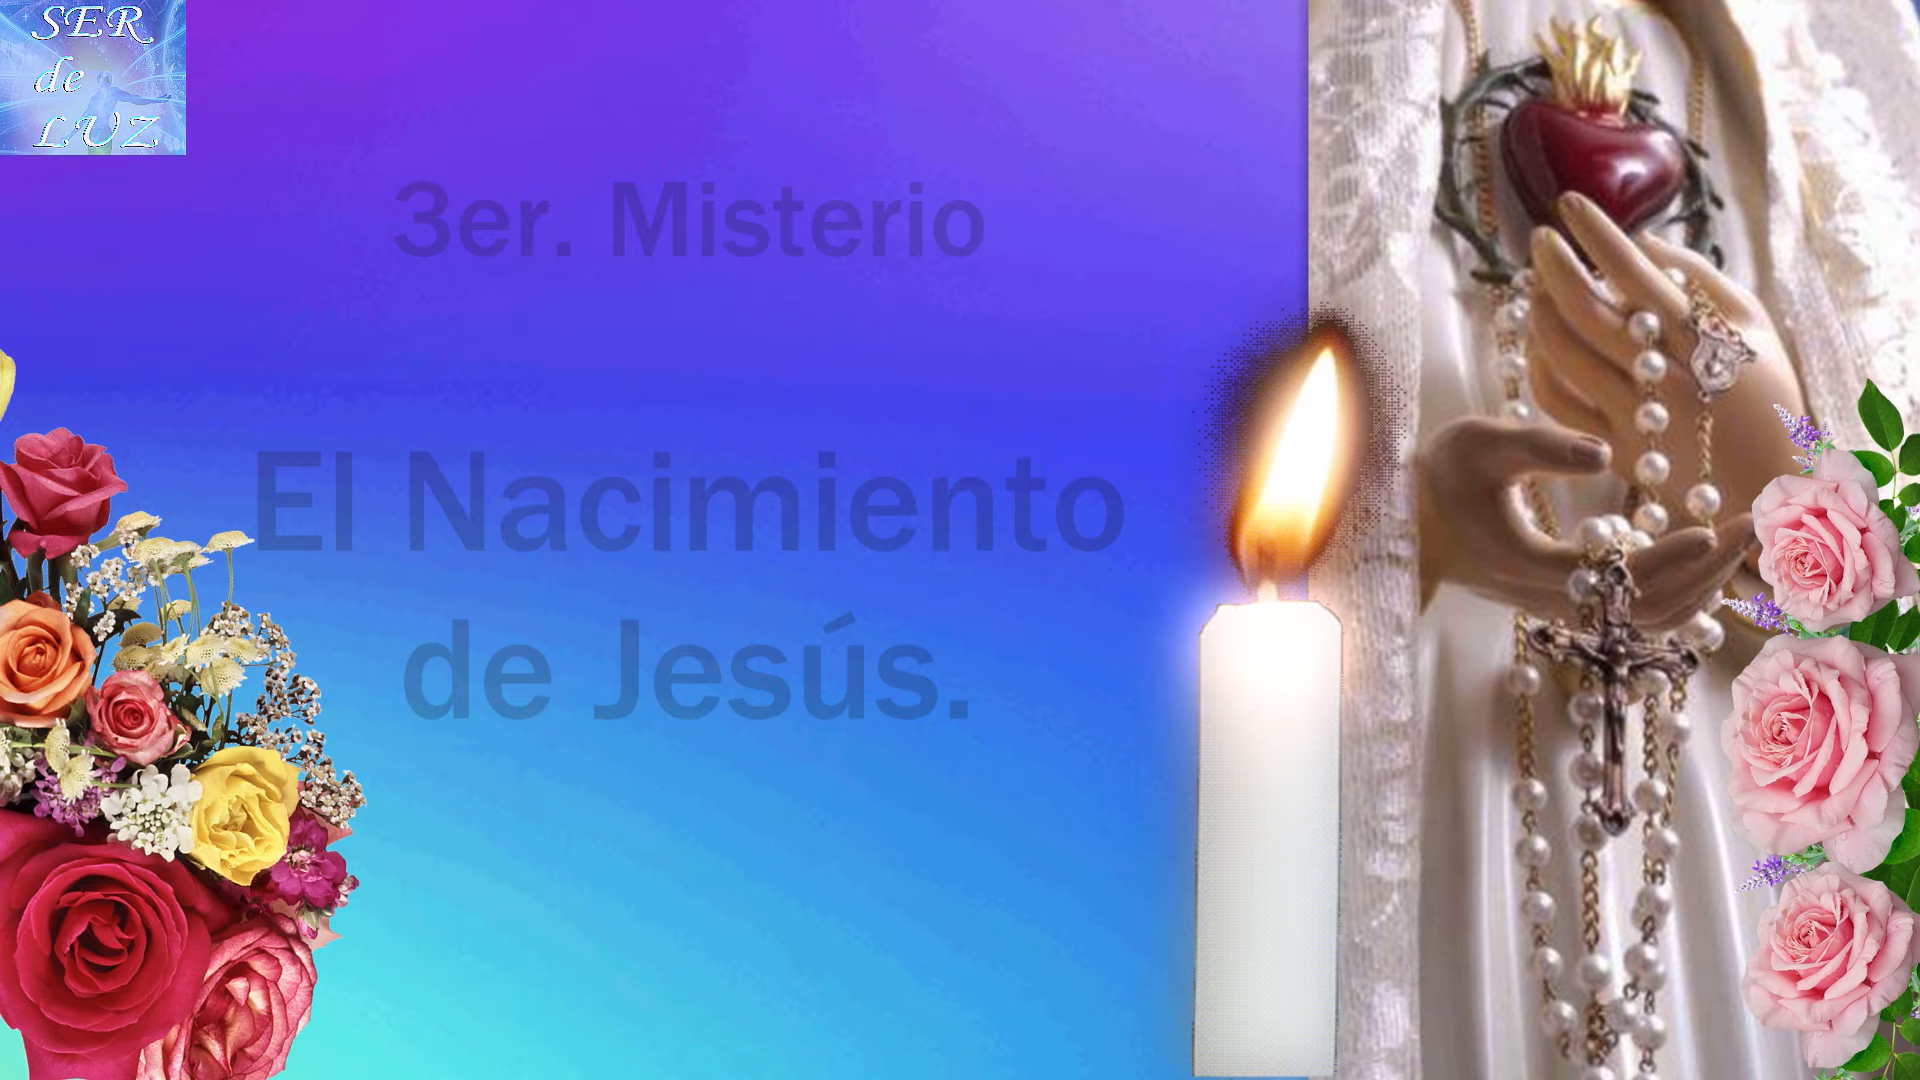 SER
de
LUZ
3er. Misterio
El Nacimiento
de Jesús.